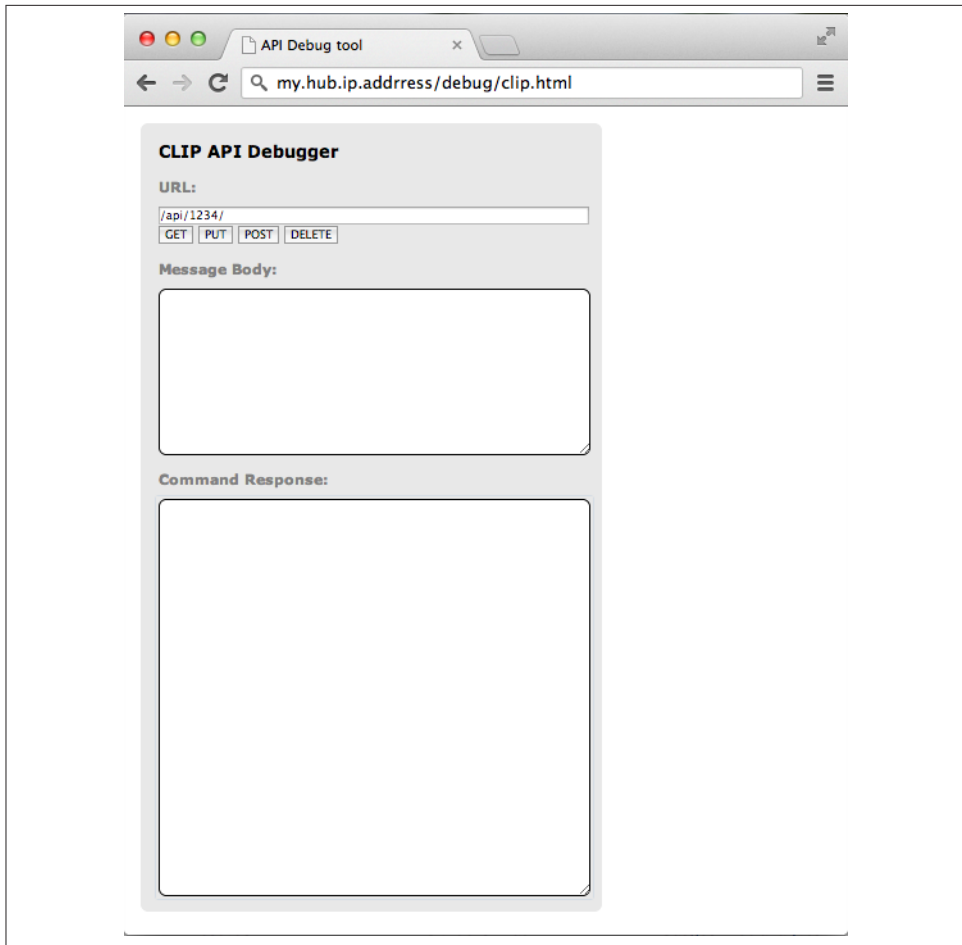 API Debug tool
my.hub.ip.addrress/debug/clip.html
CLIP API Debugger
URL:
/api/1234/
GET PUT POST DELETE
Message Body:
Command Response: